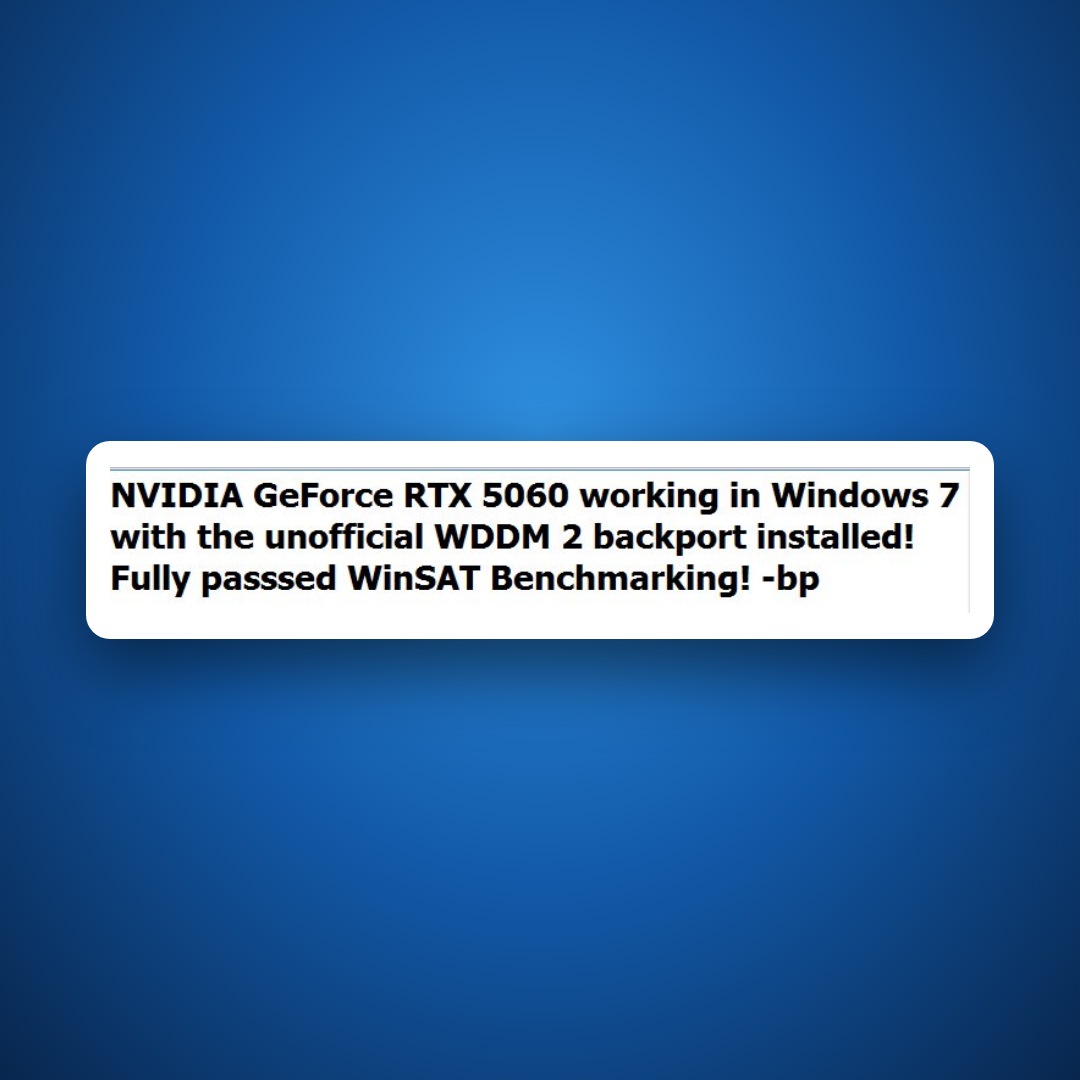 NVIDIA GeForce RTX 5060 working in Windows 7
with the unofficial WDDM 2 backport installed!
Fully passsed WinSAT Benchmarking! -bp